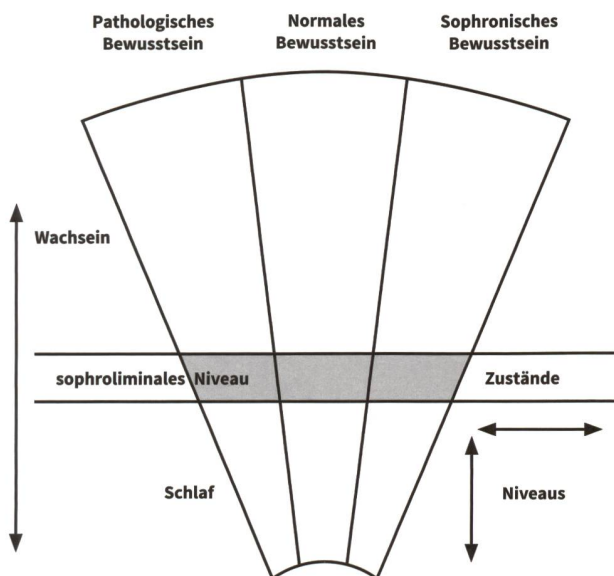 Pathologisches
Bewusstsein
Normales
Bewusstsein
Sophronisches
Bewusstsein
Wachsein
sophroliminales Niveau
Zustände
Schlaf
Niveaus